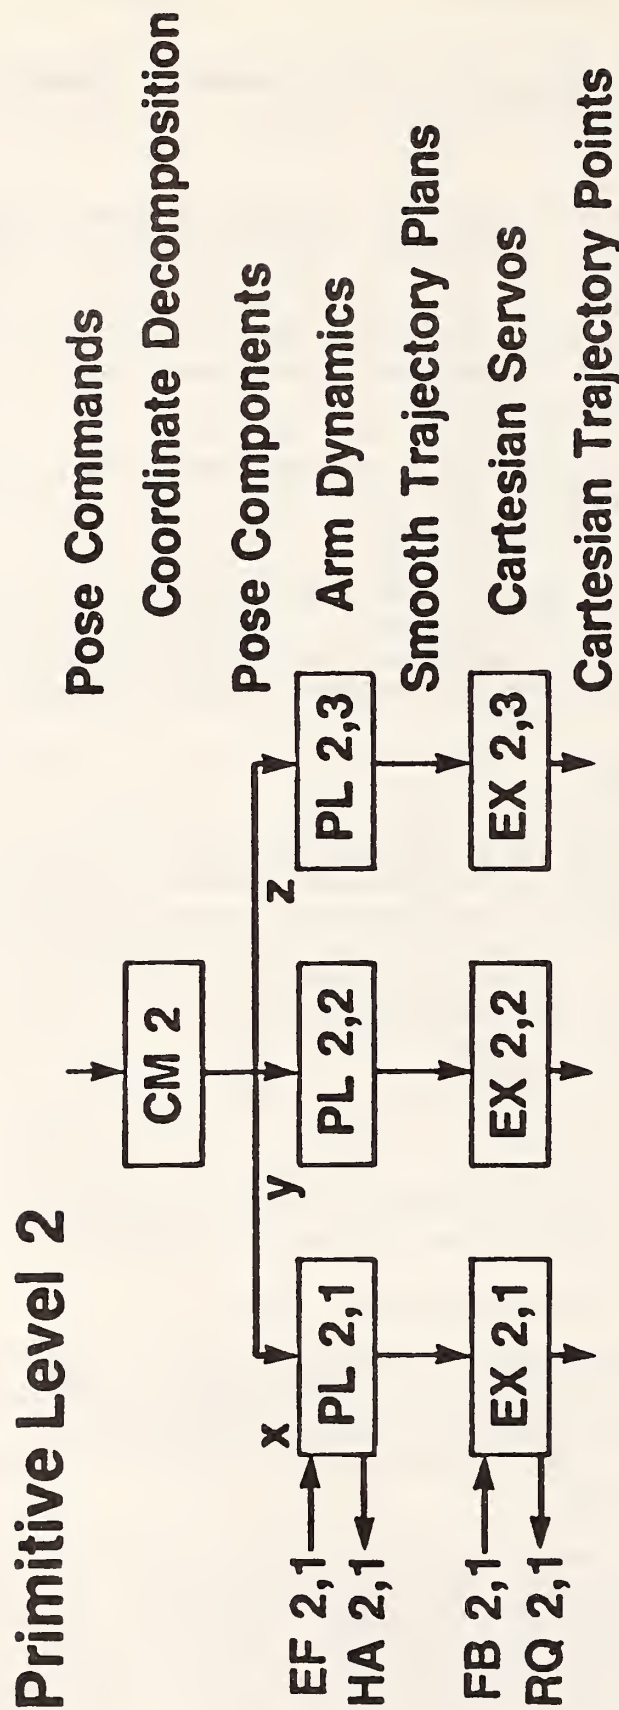 Primitive Level 2
Pose Commands
CM 2
Coordinate Decomposition
Pose Components
x
y
z
EF 2,1
HA 2,1
PL 2,1
PL 2,2
PL 2,3
Arm Dynamics
Smooth Trajectory Plans
FB 2,1
RQ 2,1
EX 2,1
EX 2,2
EX 2,3
Cartesian Servos
Cartesian Trajectory Points